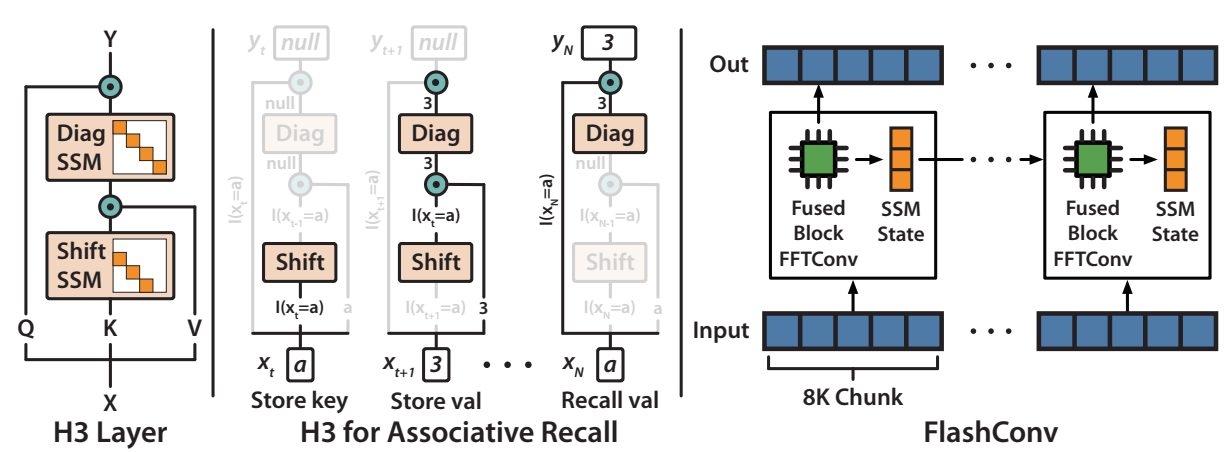 Y
Diag
SSM
Shift
SSM
Q
K
V
X
H3 Layer
y_t
null
null
Diag
null
I(x_t=a)
I(x_{t-1}=a)
Shift
I(x_t=a)
a
x_t
a
Store key
y_{t+1}
null
3
Diag
3
I(x_{t+1}=a)
I(x_t=a)
Shift
I(x_{t+1}=a)
3
x_{t+1}
3
Store val
• • •
y_N
3
3
Diag
null
I(x_N=a)
I(x_{N-1}=a)
Shift
I(x_N=a)
a
x_N
a
Recall val
H3 for Associative Recall
Out
• • •
Fused
Block
FFTConv
SSM
State
• • •
Fused
Block
FFTConv
SSM
State
Input
• • •
8K Chunk
FlashConv